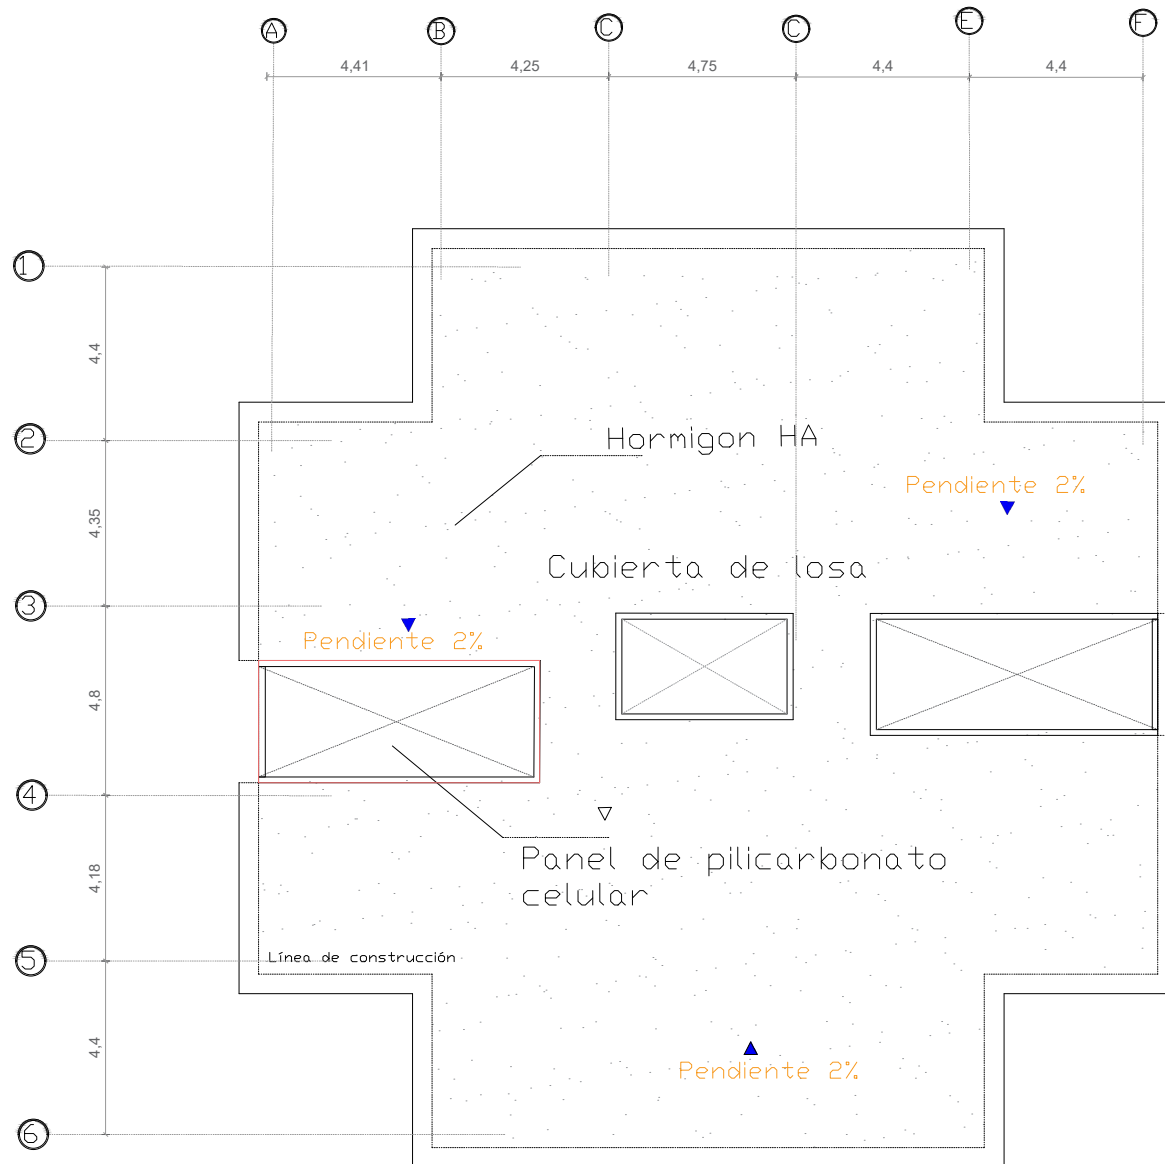 A B C C E F
4,41 4,25 4,75 4,4 4,4
1
4,4
2
Hormigon HA
Pendiente 2%
4,35
Cubierta de losa
3
Pendiente 2%
4,8
4
Panel de pilicarbonato
celular
4,18
Línea de construcción
5
4,4
Pendiente 2%
6